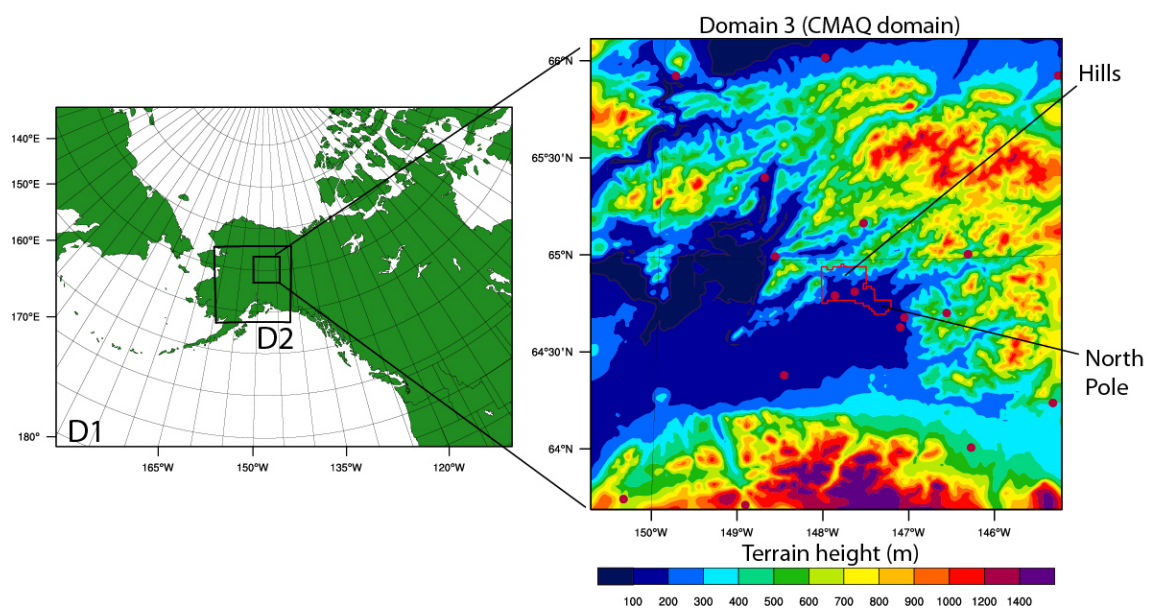 Domain 3 (CMAQ domain)
66°N
Hills
140°E
150°E
65°30'N
160°E
65°N
170°E
D2
64°30'N
North
Pole
180°
D1
64°N
165°W
150°W
135°W
120°W
150°W
149°W
148°W
147°W
146°W
Terrain height (m)
100
200
300
400
500
600
700
800
900
1000
1200
1400